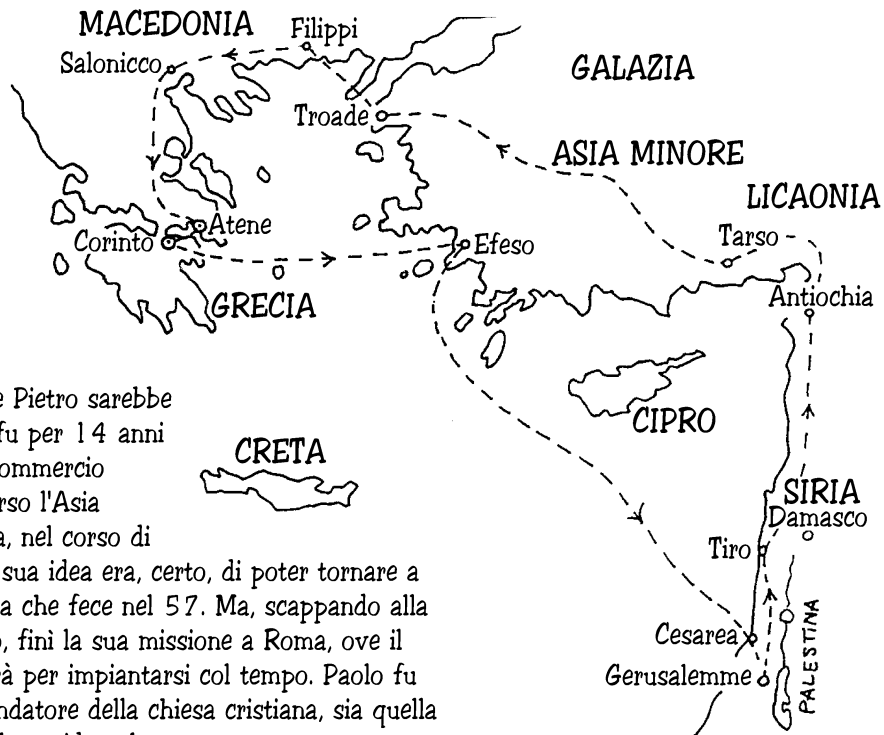 MACEDONIA
Filippi
Salonicco
GALAZIA
Troade
ASIA MINORE
LICAONIA
Tarso
Atene
Corinto
Efeso
GRECIA
Antiochia
e Pietro sarebbe
fu per 14 anni
CIPRO
CRETA
ommercio
rso l'Asia
SIRIA
Damasco
a, nel corso di
Tiro
sua idea era, certo, di poter tornare a
a che fece nel 57. Ma, scappando alla
PALESTINA
Cesarea
o, finì la sua missione a Roma, ove il
Gerusalemme
rà per impiantarsi col tempo. Paolo fu
ndatore della chiesa cristiana, sia quella